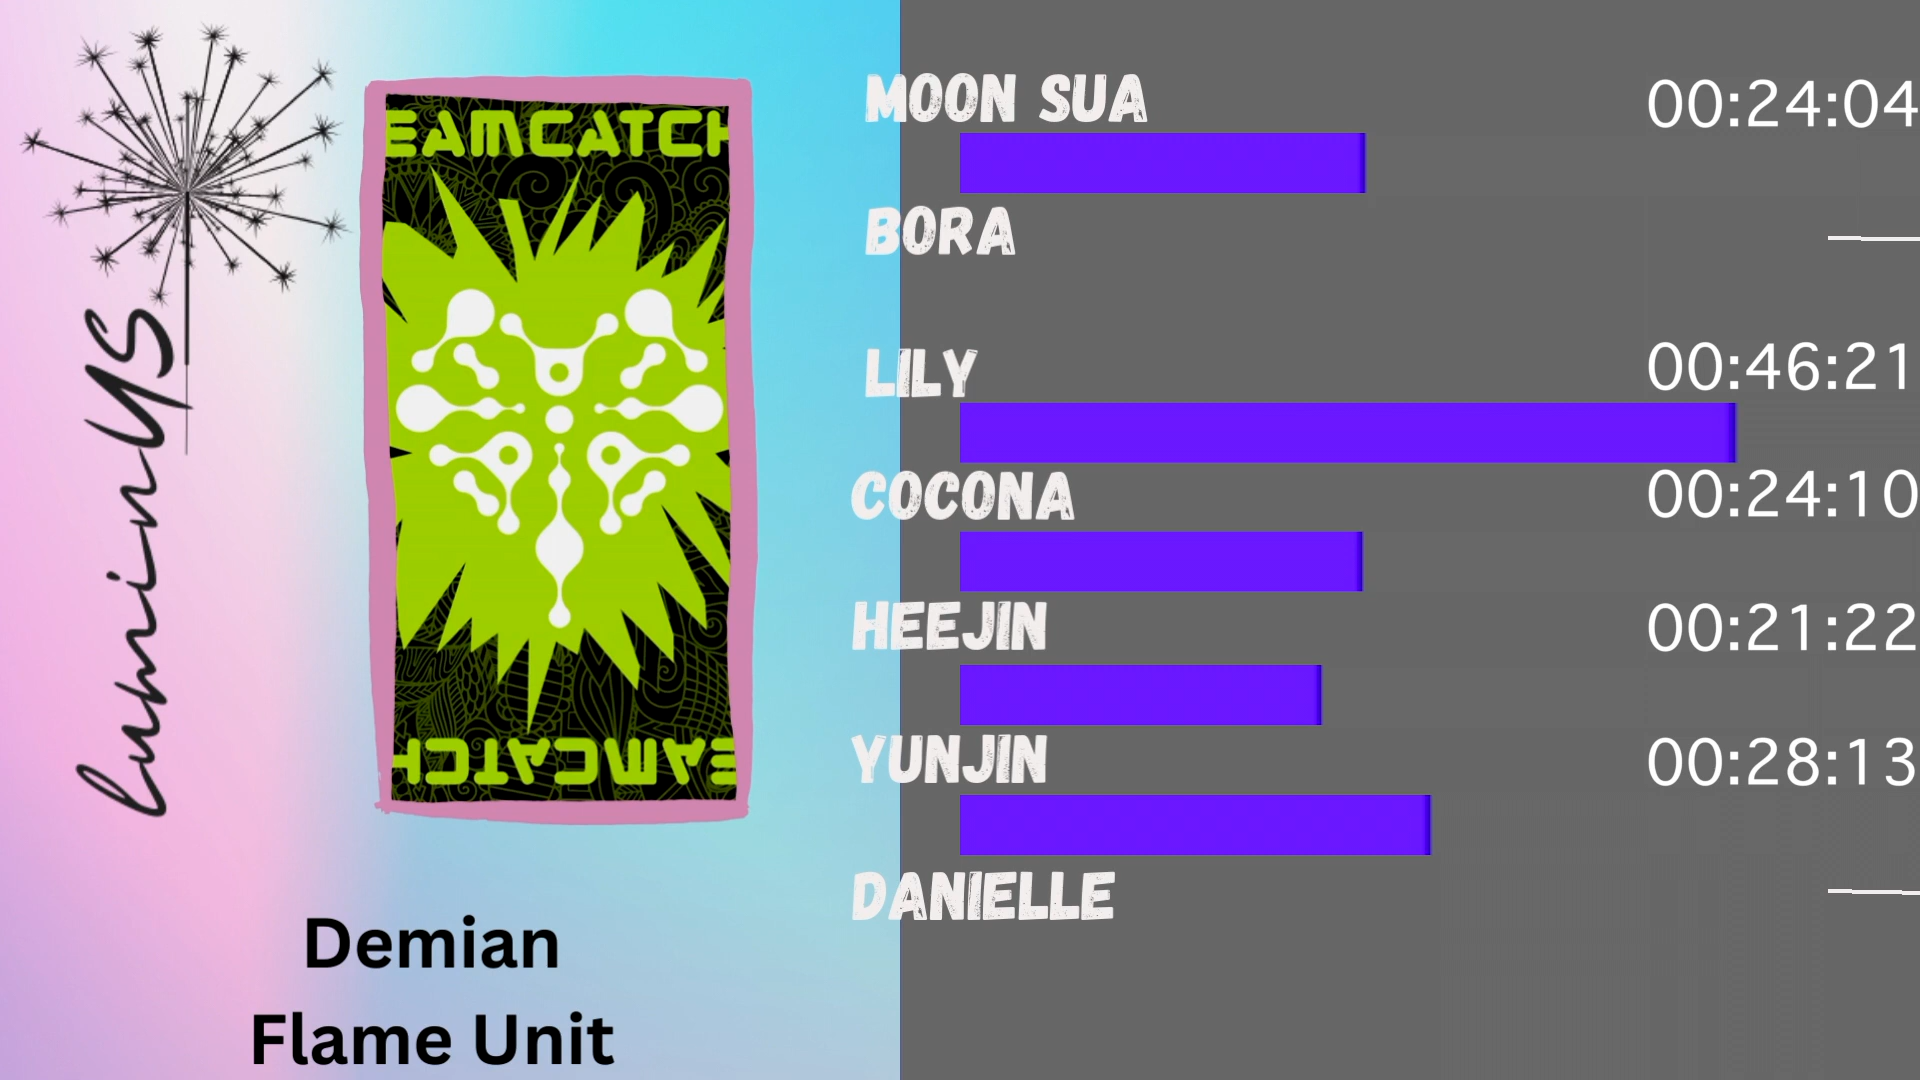 luminUS
EAMCATCH
EAMCATCH
Demian
Flame Unit
MOON SUA
00:24:04
BORA
LILY
00:46:21
COCONA
00:24:10
HEEJIN
00:21:22
YUNJIN
00:28:13
DANIELLE